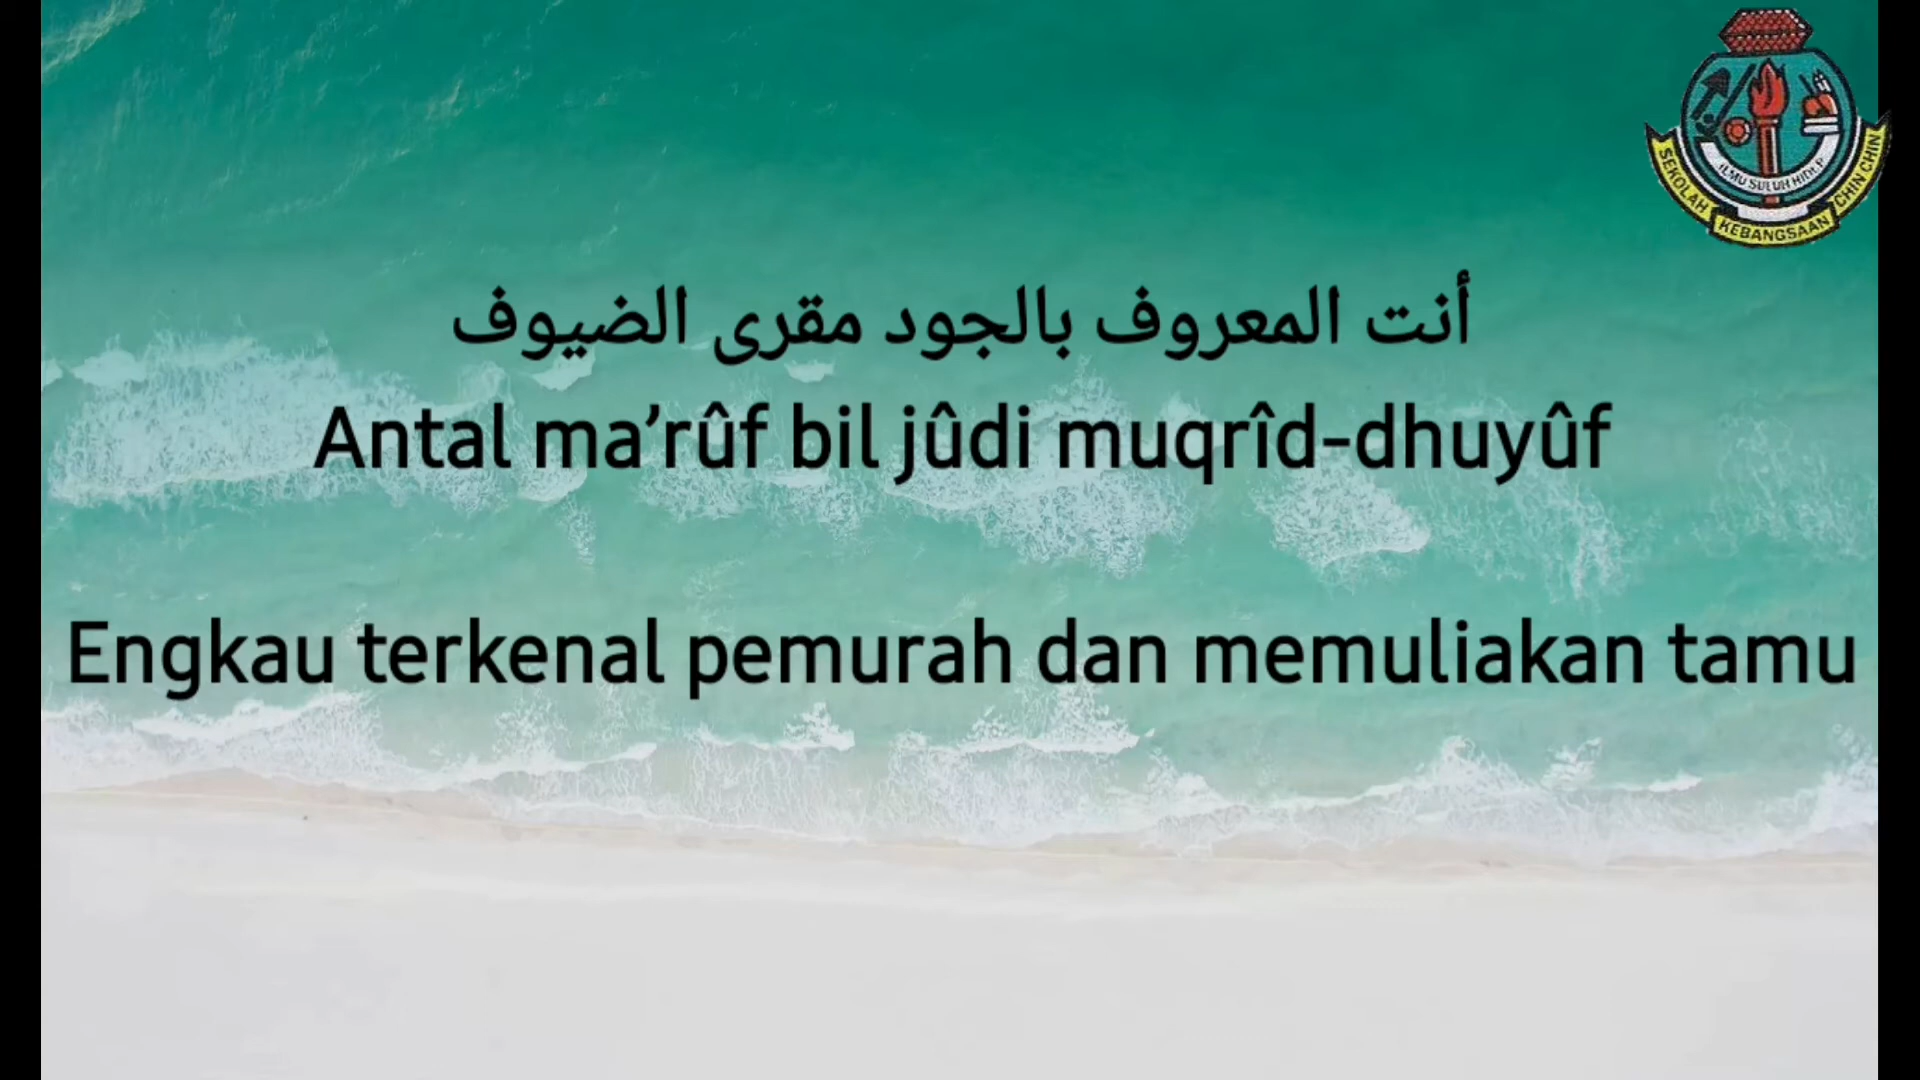 أنت المعروف بالجود مقرى الضيوف
Antal ma’rûf bil jûdi muqrîd-dhuyûf
Engkau terkenal pemurah dan memuliakan tamu
ILMU SULUH HIDUP
SEKOLAH KEBANGSAAN CHIN CHIN